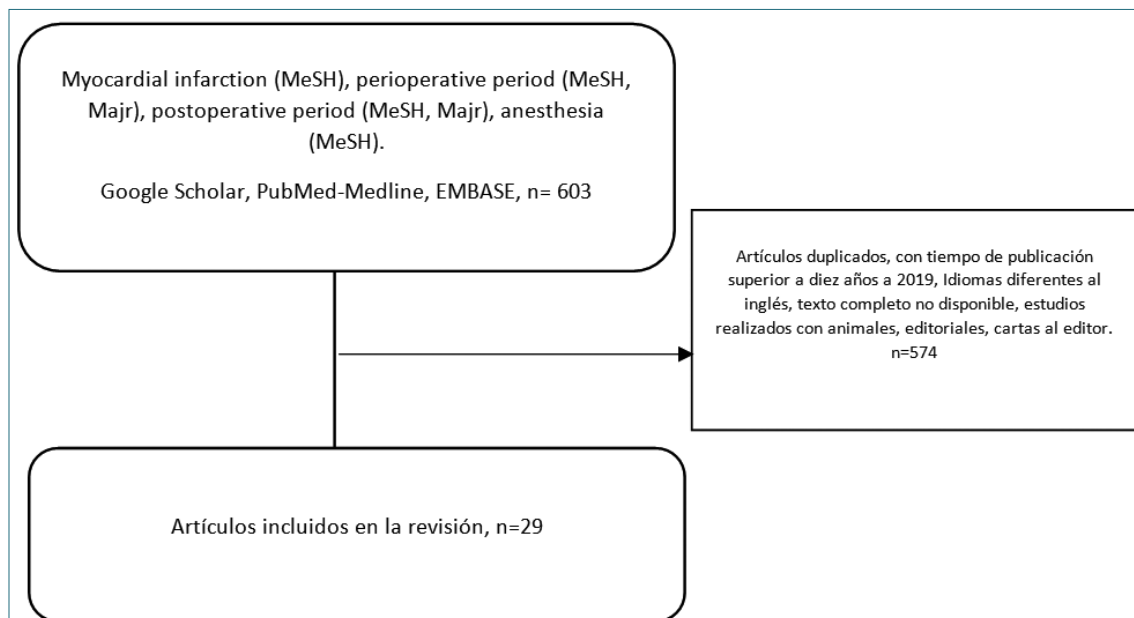 Myocardial infarction (MeSH), perioperative period (MeSH,
Majr), postoperative period (MeSH, Majr), anesthesia
(MeSH).
Google Scholar, PubMed-Medline, EMBASE, n= 603
Artículos duplicados, con tiempo de publicación
superior a diez años a 2019, Idiomas diferentes al
inglés, texto completo no disponible, estudios
realizados con animales, editoriales, cartas al editor.
n=574
Artículos incluidos en la revisión, n=29